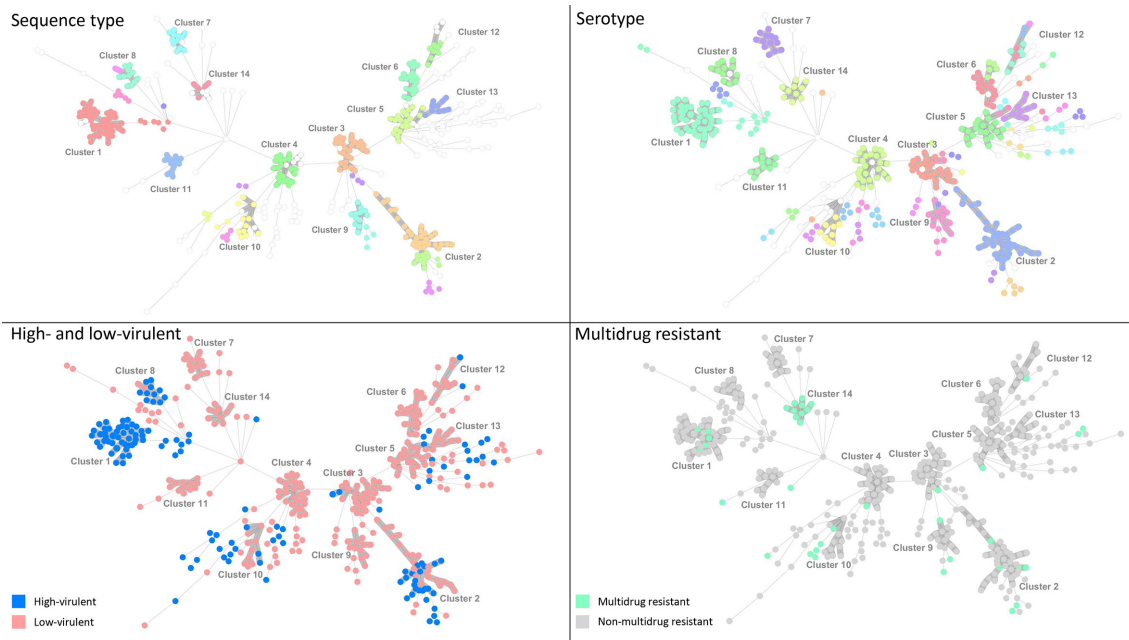 Sequence type
Cluster 7
Cluster 8
Cluster 14
Cluster 1
Cluster 11
Cluster 12
Cluster 6
Cluster 13
Cluster 5
Cluster 3
Cluster 4
Cluster 9
Cluster 10
Cluster 2
Serotype
Cluster 7
Cluster 8
Cluster 14
Cluster 1
Cluster 11
Cluster 12
Cluster 6
Cluster 13
Cluster 5
Cluster 3
Cluster 4
Cluster 9
Cluster 10
Cluster 2
High- and low-virulent
Cluster 7
Cluster 8
Cluster 14
Cluster 1
Cluster 11
Cluster 12
Cluster 6
Cluster 13
Cluster 5
Cluster 4
Cluster 3
Cluster 9
Cluster 10
Cluster 2
High-virulent
Low-virulent
Multidrug resistant
Cluster 7
Cluster 8
Cluster 14
Cluster 1
Cluster 11
Cluster 12
Cluster 6
Cluster 13
Cluster 5
Cluster 3
Cluster 4
Cluster 9
Cluster 10
Cluster 2
Multidrug resistant
Non-multidrug resistant